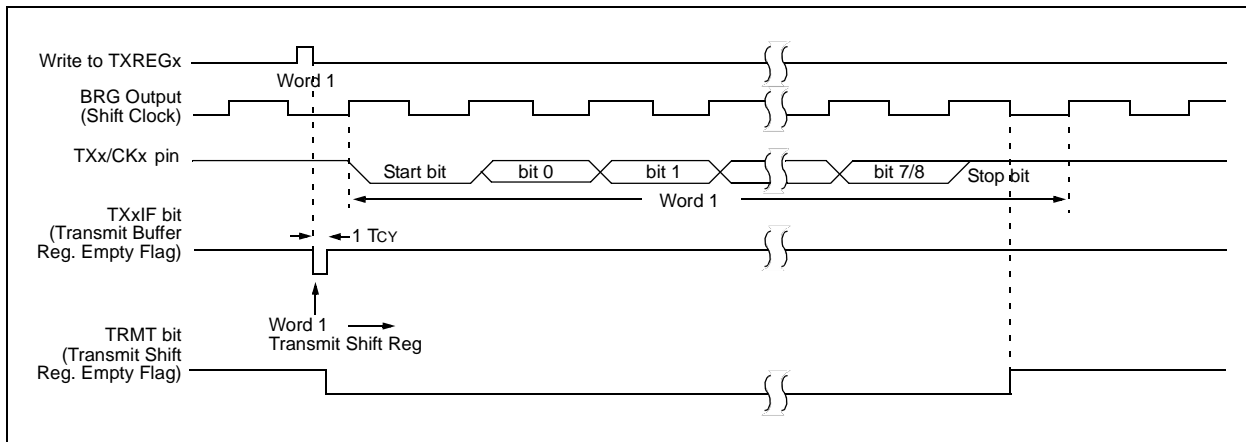 Write to TXREGx
Word 1
BRG Output
(Shift Clock)
TXx/CKx pin
Start bit
bit 0
bit 1
bit 7/8
Stop bit
Word 1
TXxIF bit
(Transmit Buffer
Reg. Empty Flag)
1 TCY
Word 1
Transmit Shift Reg
TRMT bit
(Transmit Shift
Reg. Empty Flag)